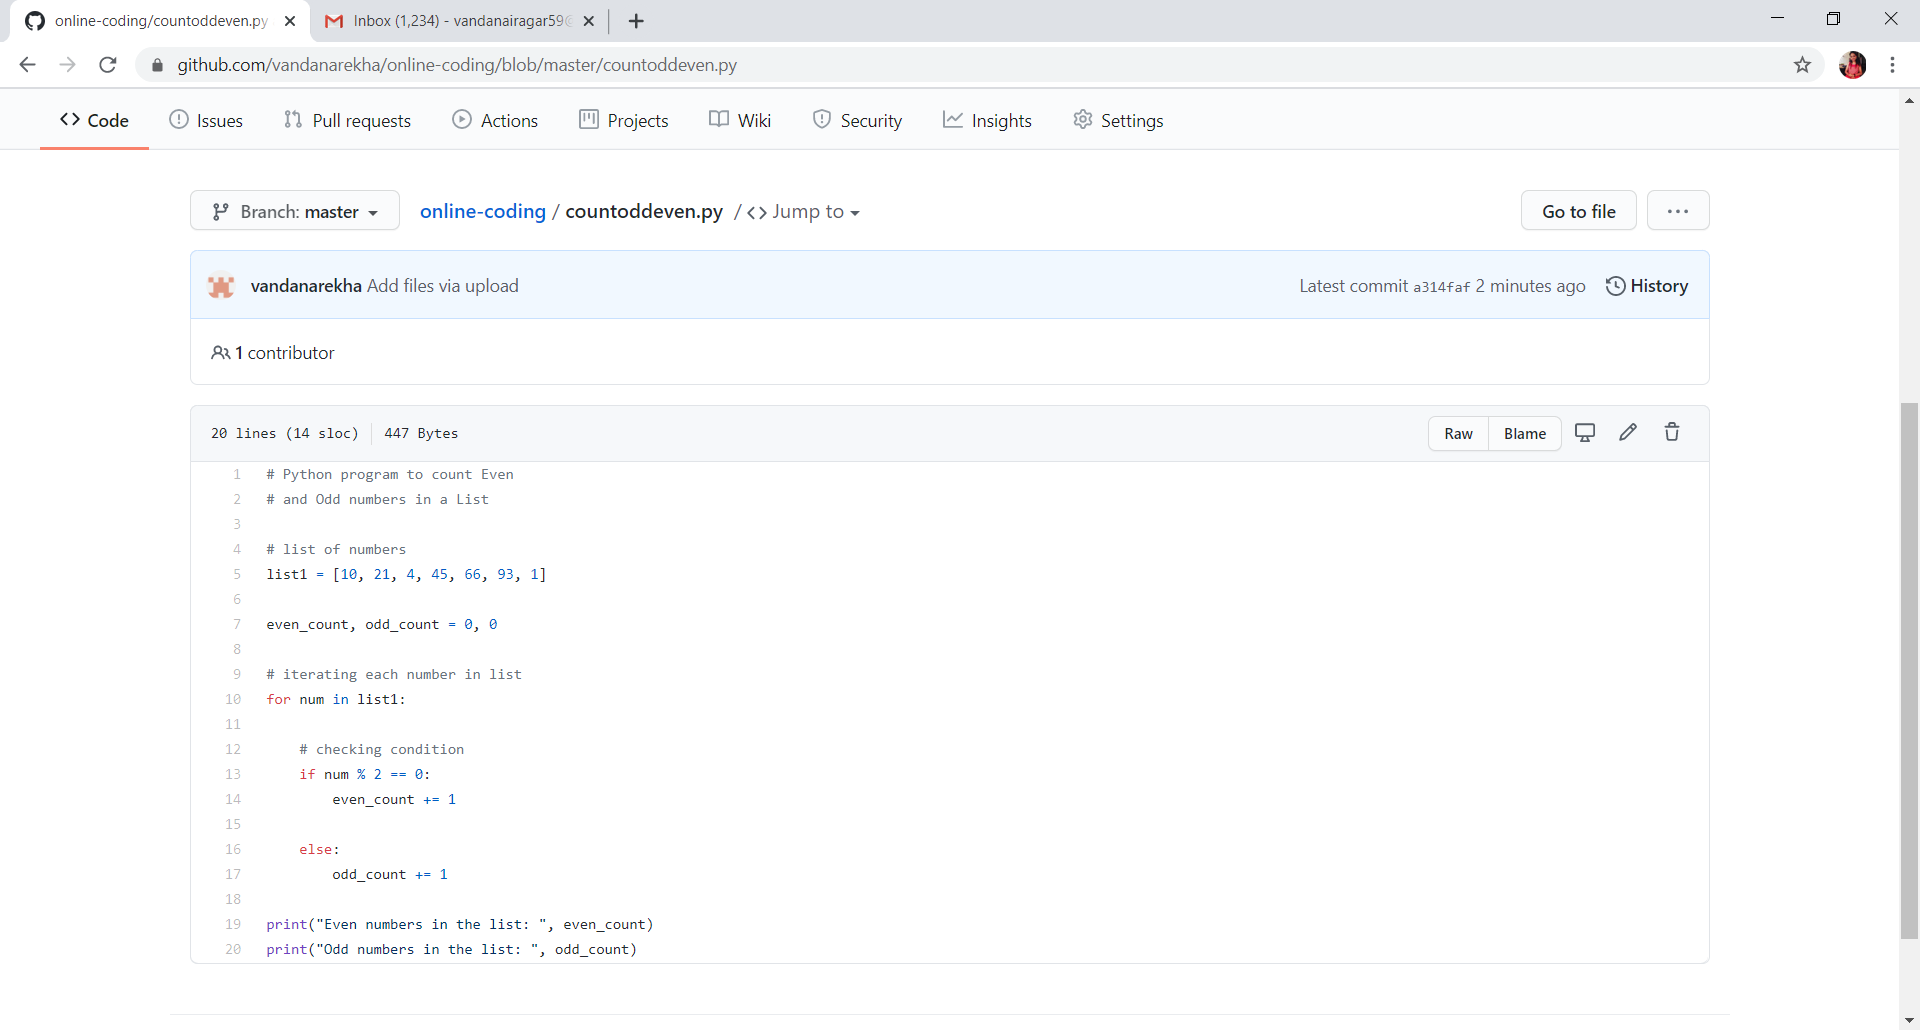 online-coding/countoddeven.py
Inbox (1,234) - vandanairagar59@
github.com/vandanarekha/online-coding/blob/master/countoddeven.py
Code Issues Pull requests Actions Projects Wiki Security Insights Settings
Branch: master online-coding / countoddeven.py / <> Jump to Go to file ...
vandanarekha Add files via upload Latest commit a314faf 2 minutes ago History
1 contributor
20 lines (14 sloc) 447 Bytes Raw Blame
1 # Python program to count Even
2 # and Odd numbers in a List
3
4 # list of numbers
5 list1 = [10, 21, 4, 45, 66, 93, 1]
6
7 even_count, odd_count = 0, 0
8
9 # iterating each number in list
10 for num in list1:
11
12     # checking condition
13     if num % 2 == 0:
14         even_count += 1
15
16     else:
17         odd_count += 1
18
19 print("Even numbers in the list: ", even_count)
20 print("Odd numbers in the list: ", odd_count)